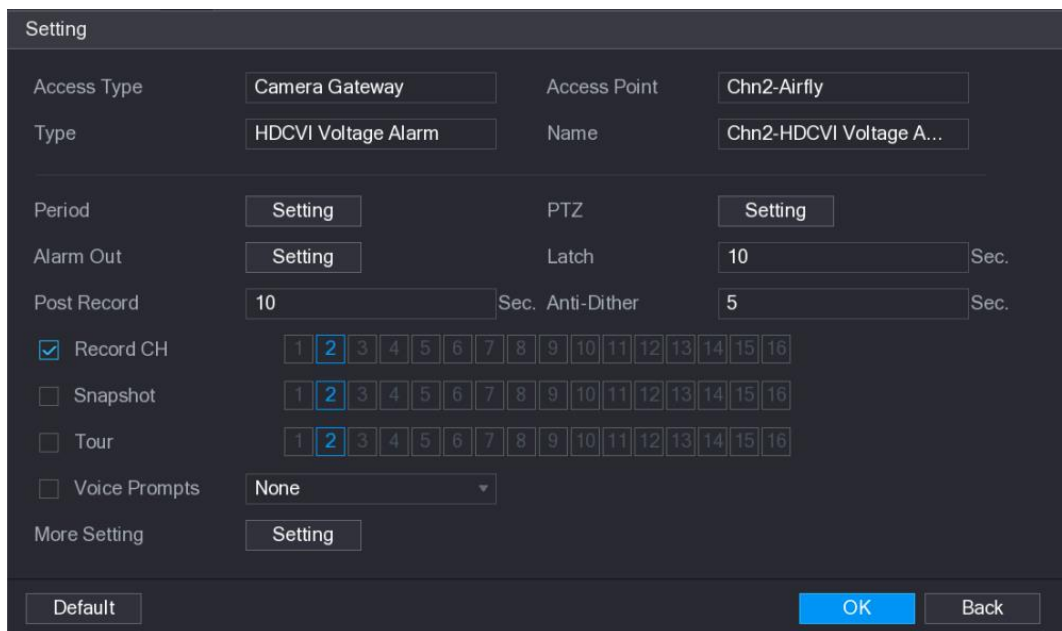 Setting
Access Type Camera Gateway Access Point Chn2-Airfly
Type HDCVI Voltage Alarm Name Chn2-HDCVI Voltage A...
Period Setting PTZ Setting
Alarm Out Setting Latch 10 Sec.
Post Record 10 Sec. Anti-Dither 5 Sec.
Record CH 1 2 3 4 5 6 7 8 9 10 11 12 13 14 15 16
Snapshot 1 2 3 4 5 6 7 8 9 10 11 12 13 14 15 16
Tour 1 2 3 4 5 6 7 8 9 10 11 12 13 14 15 16
Voice Prompts None
More Setting Setting
Default OK Back